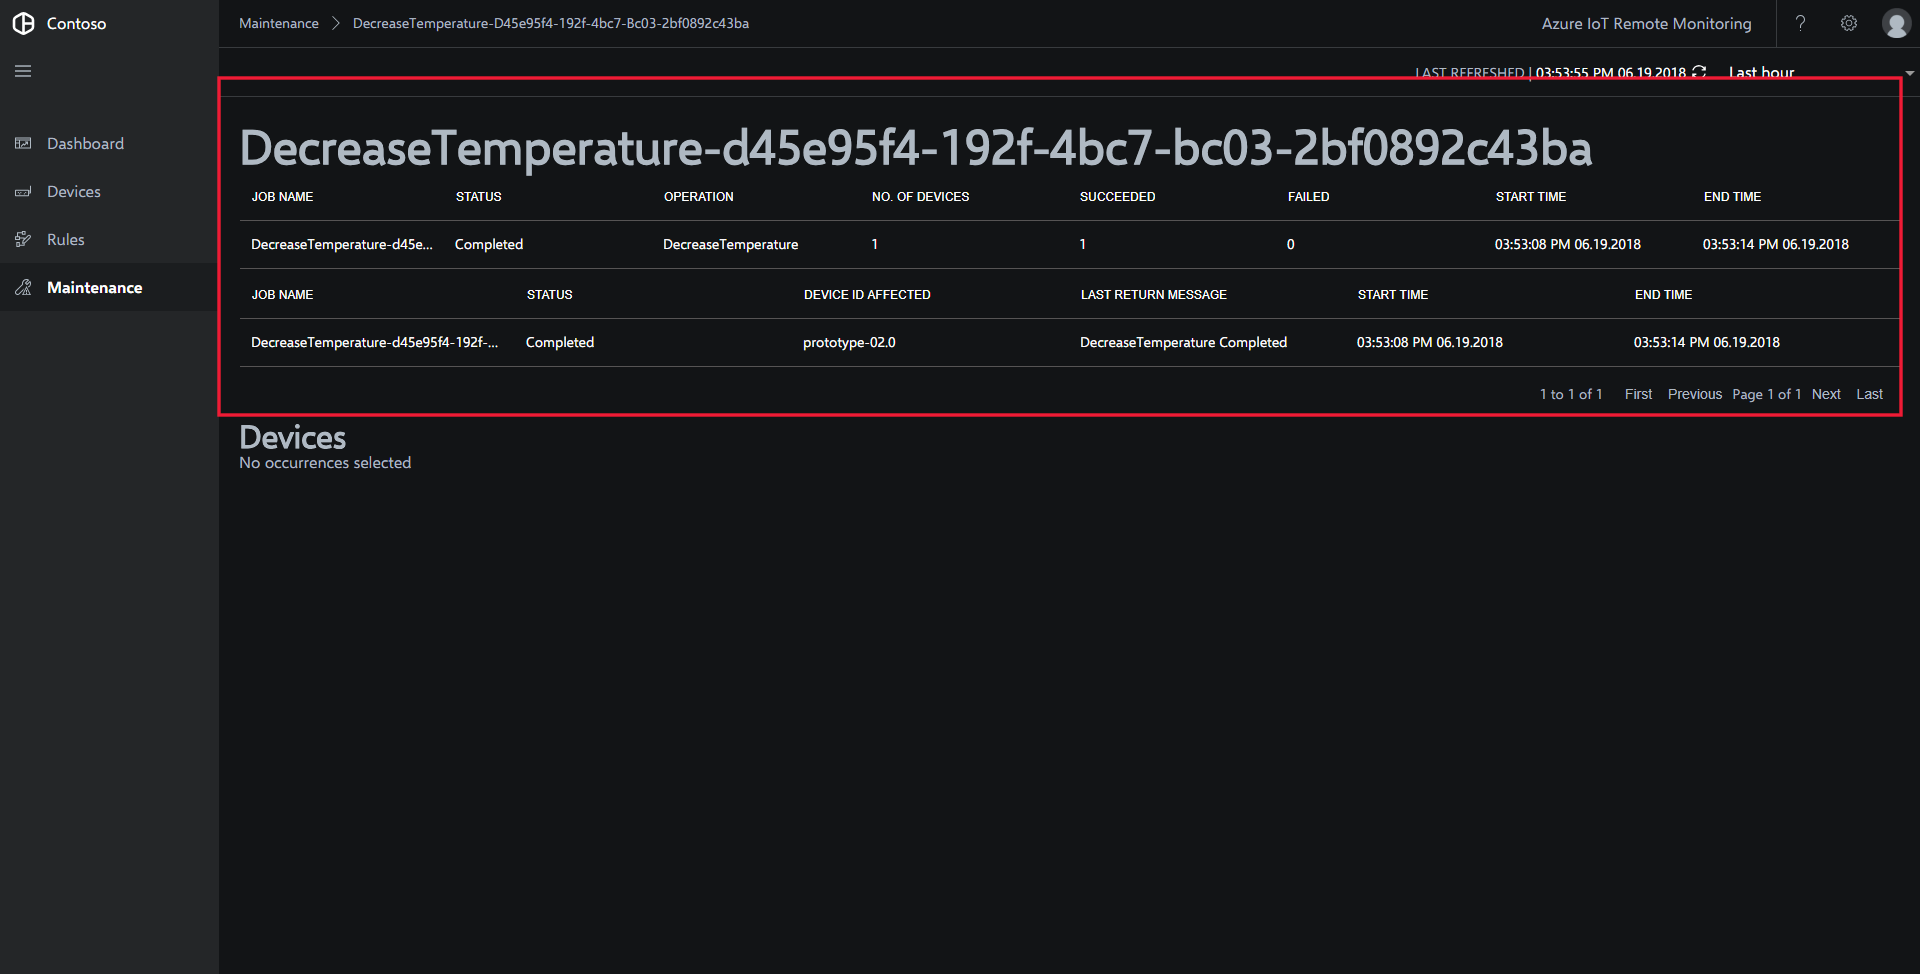 Contoso
Maintenance DecreaseTemperature-D45e95f4-192f-4bc7-Bc03-2bf0892c43ba
Azure IoT Remote Monitoring ?
LAST REFRESHED | 03:53:55 PM 06.19.2018 Last hour
Dashboard
Devices
Rules
Maintenance
DecreaseTemperature-d45e95f4-192f-4bc7-bc03-2bf0892c43ba
JOB NAME STATUS OPERATION NO. OF DEVICES SUCCEEDED FAILED START TIME END TIME
DecreaseTemperature-d45e... Completed DecreaseTemperature 1 1 0 03:53:08 PM 06.19.2018 03:53:14 PM 06.19.2018
JOB NAME STATUS DEVICE ID AFFECTED LAST RETURN MESSAGE START TIME END TIME
DecreaseTemperature-d45e95f4-192f-... Completed prototype-02.0 DecreaseTemperature Completed 03:53:08 PM 06.19.2018 03:53:14 PM 06.19.2018
1 to 1 of 1 First Previous Page 1 of 1 Next Last
Devices
No occurrences selected